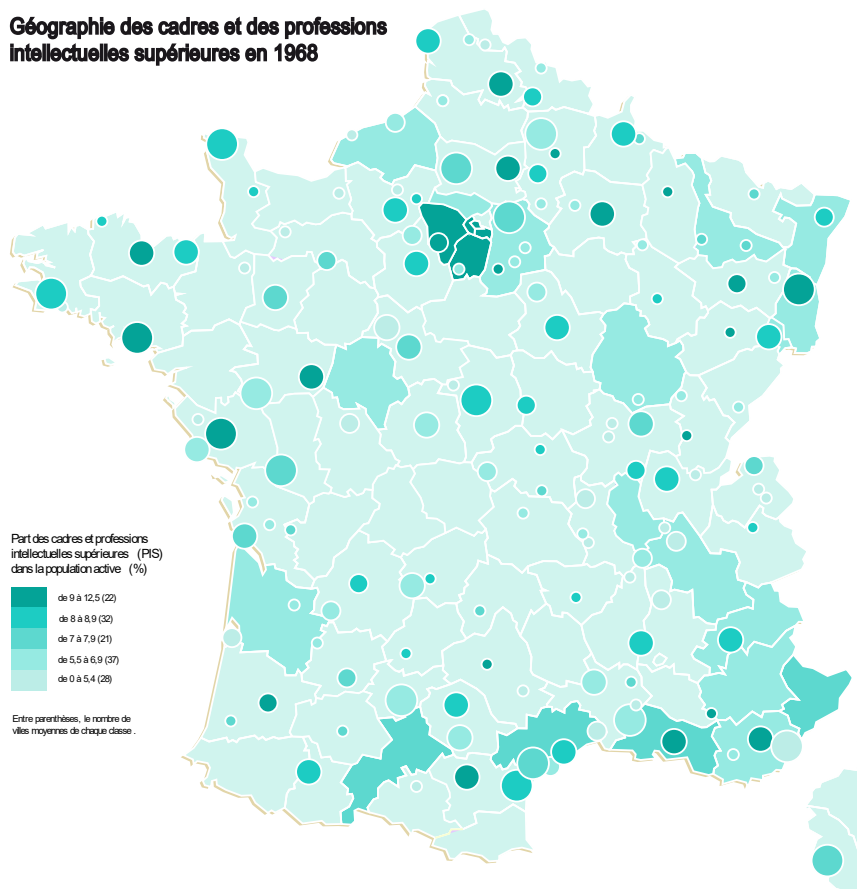 Géographie des cadres et des professions
intellectuelles supérieures en 1968
Part des cadres et professions
intellectuelles supérieures (PIS)
dans la population active (%)
de 9 à 12,5 (22)
de 8 à 8,9 (32)
de 7 à 7,9 (21)
de 5,5 à 6,9 (37)
de 0 à 5,4 (28)
Entre parenthèses, le nombre de
villes moyennes de chaque classe .